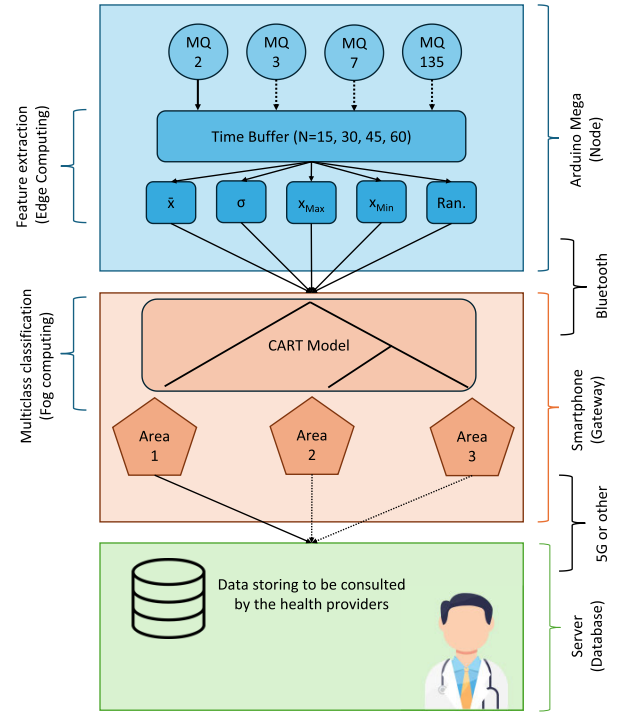 MQ
2
MQ
3
MQ
7
MQ
135
Time Buffer (N=15, 30, 45, 60)
x̄
σ
xMax
xMin
Ran.
Feature extraction
(Edge Computing)
Arduino Mega
(Node)
Bluetooth
CART Model
Multiclass classification
(Fog computing)
Area
1
Area
2
Area
3
Smartphone
(Gateway)
5G or other
Data storing to be consulted
by the health providers
Server
(Database)